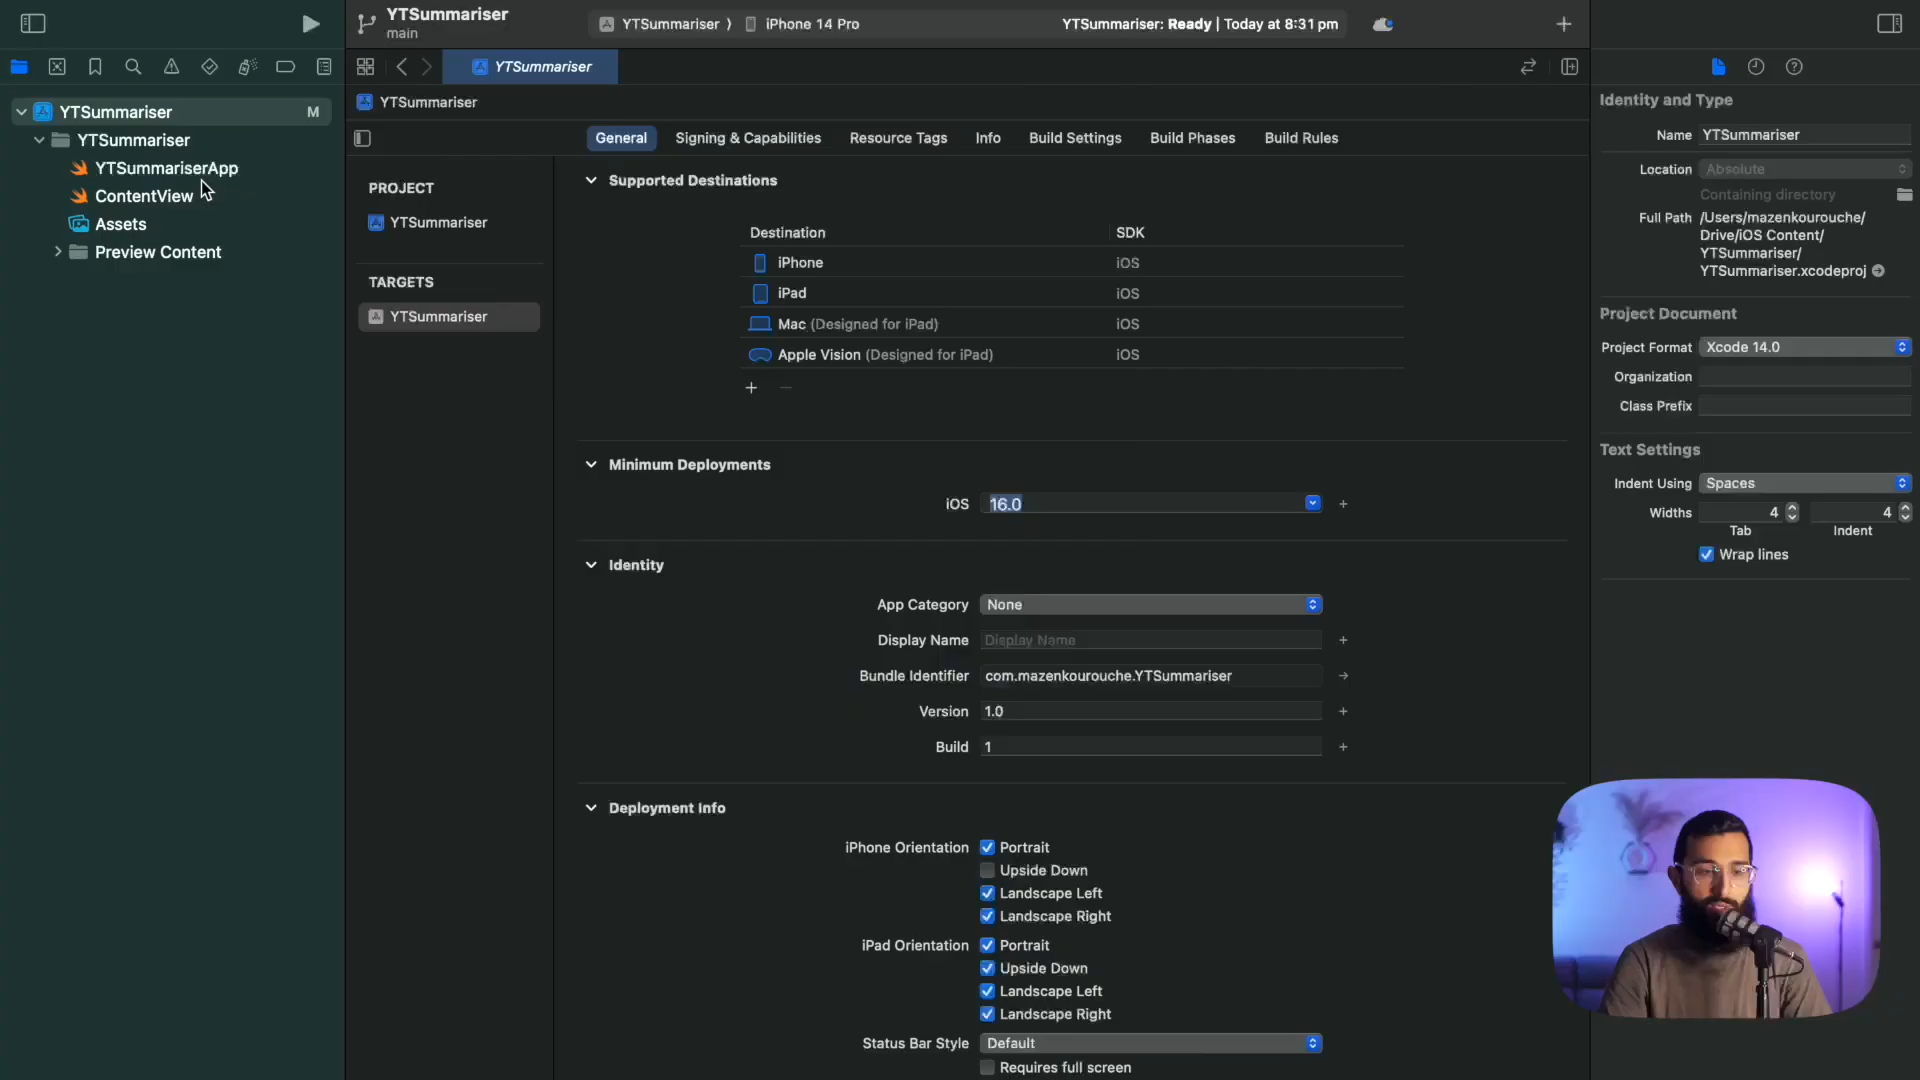 YTSummariser
main
YTSummariser ⟩ iPhone 14 Pro
YTSummariser: Ready | Today at 8:31 pm
YTSummariser
YTSummariser M
YTSummariser
YTSummariserApp
ContentView
Assets
Preview Content
YTSummariser
General Signing & Capabilities Resource Tags Info Build Settings Build Phases Build Rules
PROJECT
YTSummariser
TARGETS
YTSummariser
Supported Destinations
Destination SDK
iPhone iOS
iPad iOS
Mac (Designed for iPad) iOS
Apple Vision (Designed for iPad) iOS
Minimum Deployments
iOS 16.0
Identity
App Category None
Display Name Display Name
Bundle Identifier com.mazenkourouche.YTSummariser
Version 1.0
Build 1
Deployment Info
iPhone Orientation Portrait
Upside Down
Landscape Left
Landscape Right
iPad Orientation Portrait
Upside Down
Landscape Left
Landscape Right
Status Bar Style Default
Requires full screen
Identity and Type
Name YTSummariser
Location Absolute
Containing directory
Full Path /Users/mazenkourouche/
Drive/iOS Content/
YTSummariser/
YTSummariser.xcodeproj
Project Document
Project Format Xcode 14.0
Organization
Class Prefix
Text Settings
Indent Using Spaces
Widths 4 4
Tab Indent
Wrap lines